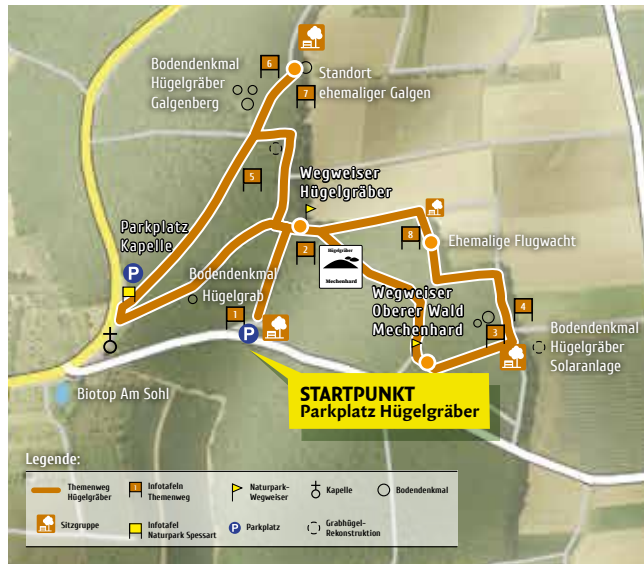 Bodendenkmal
Hügelgräber
Galgenberg
6
Standort
ehemaliger Galgen
7
5
Wegweiser
Hügelgräber
Parkplatz
Kapelle
P
2
Hügelgräber
Mechenhard
8
Ehemalige Flugwacht
Bodendenkmal
Hügelgrab
1
P
Wegweiser
Oberer Wald
Mechenhard
4
3
Bodendenkmal
Hügelgräber
Solaranlage
Biotop Am Sohl
STARTPUNKT
Parkplatz Hügelgräber
Legende:
Themenweg
Hügelgräber
1
Infotafeln
Themenweg
Naturpark-
Wegweiser
Kapelle
Bodendenkmal
Sitzgruppe
Infotafel
Naturpark Spessart
P
Parkplatz
Grabhügel-
Rekonstruktion